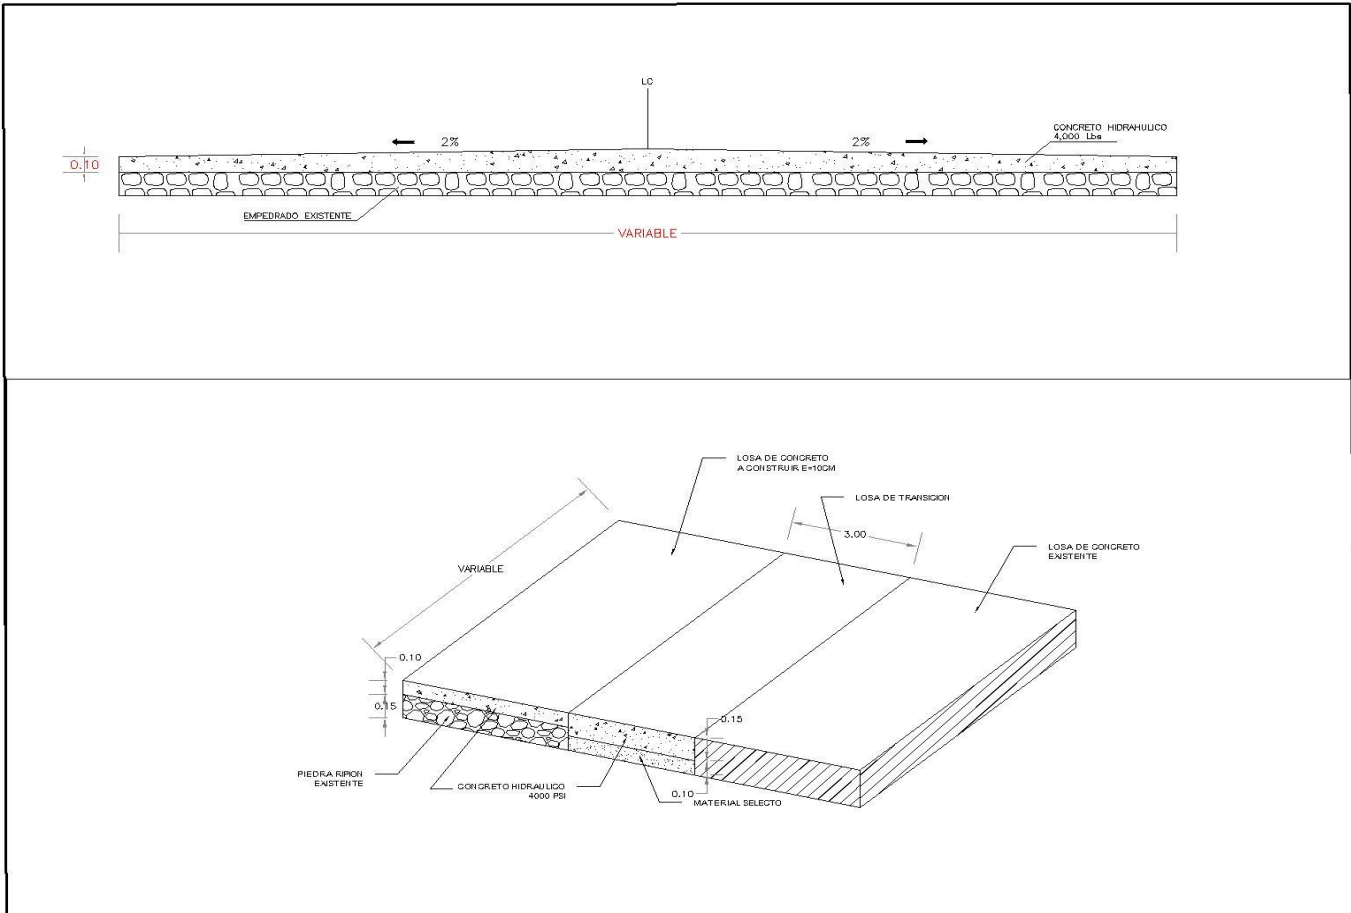 LC
2%
2%
CONCRETO HIDRAHULICO
4,000 Lbs
0.10
EMPEDRADO EXISTENTE
VARIABLE
LOSA DE CONCRETO
A CONSTRUIR E=10CM
LOSA DE TRANSICION
3.00
LOSA DE CONCRETO
EXISTENTE
VARIABLE
0.10
0.15
0.15
PIEDRA RIPION
EXISTENTE
CONCRETO HIDRAULICO
4000 PSI
0.10
MATERIAL SELECTO